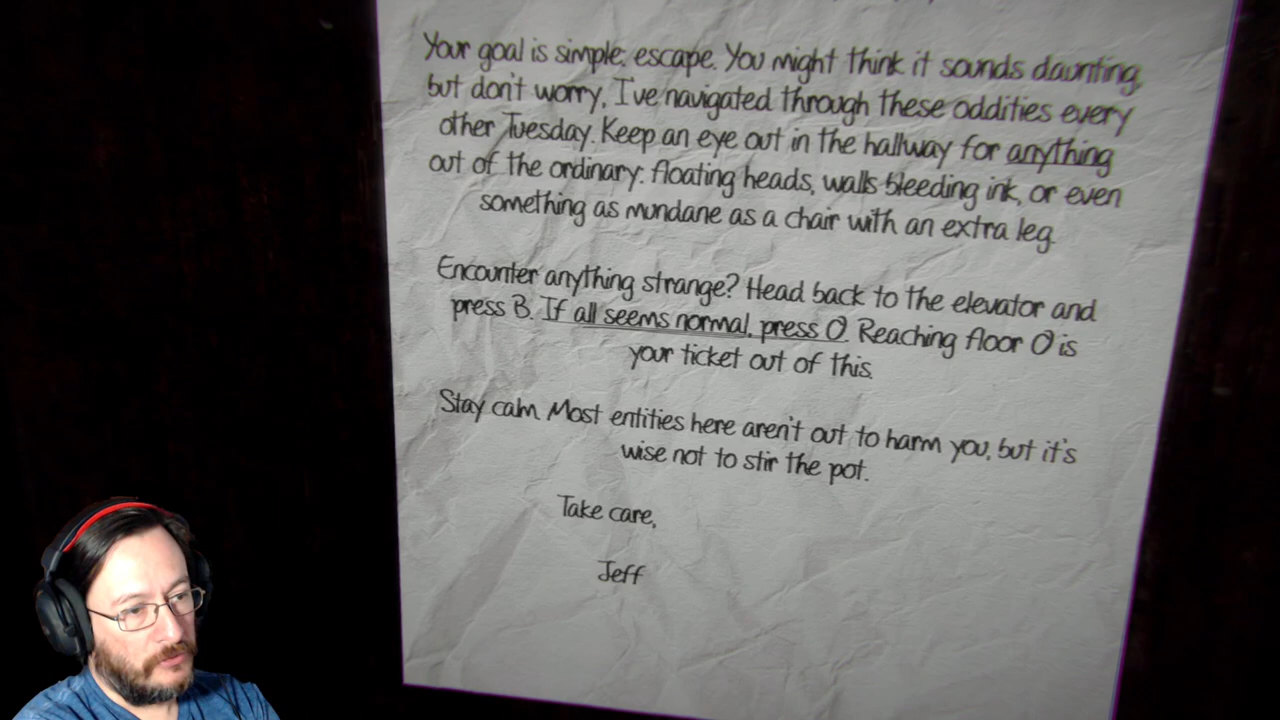 Your goal is simple: escape. You might think it sounds daunting,
but don't worry, I've navigated through these oddities every
other Tuesday. Keep an eye out in the hallway for anything
out of the ordinary: floating heads, walls bleeding ink, or even
something as mundane as a chair with an extra leg.
Encounter anything strange? Head back to the elevator and
press B. If all seems normal, press 0. Reaching floor 0 is
your ticket out of this.
Stay calm. Most entities here aren't out to harm you, but it's
wise not to stir the pot.
Take care,
Jeff